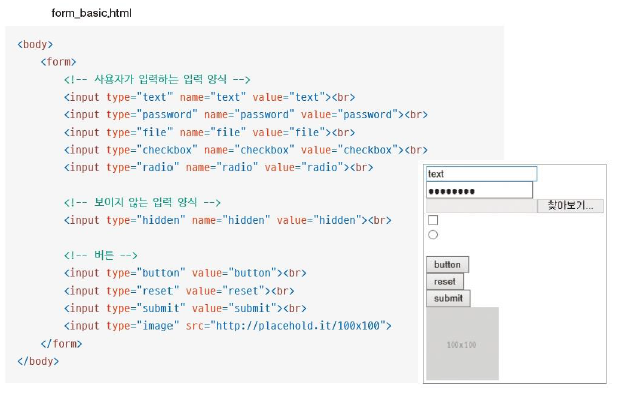 form_basic.html
<body>
<form>
<!-- 사용자가 입력하는 입력 양식 -->
<input type="text" name="text" value="text"><br>
<input type="password" name="password" value="password"><br>
<input type="file" name="file" value="file"><br>
<input type="checkbox" name="checkbox" value="checkbox"><br>
<input type="radio" name="radio" value="radio"><br>
<!-- 보이지 않는 입력 양식 -->
<input type="hidden" name="hidden" value="hidden"><br>
<!-- 버튼 -->
<input type="button" value="button"><br>
<input type="reset" value="reset"><br>
<input type="submit" value="submit"><br>
<input type="image" src="http://placehold.it/100x100">
</form>
</body>
text
●●●●●●●●
찾아보기...
button
reset
submit
100 x 100